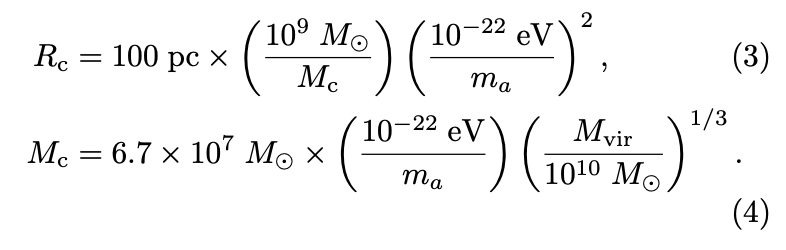 R_c = 100 pc × (10^9 M_⊙ / M_c) (10^{-22} eV / m_a)^2 , (3)
M_c = 6.7 × 10^7 M_⊙ × (10^{-22} eV / m_a) (M_vir / 10^{10} M_⊙)^{1/3} .
(4)